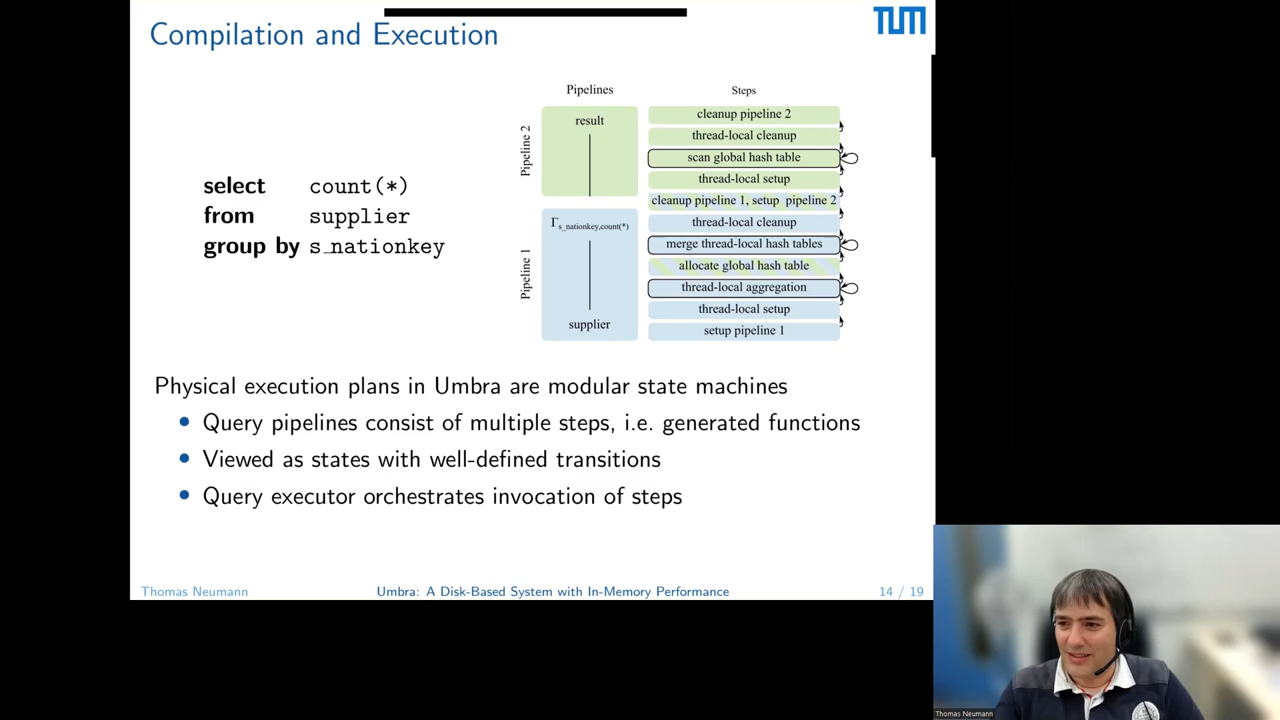 Compilation and Execution
TUM
select count(*)
from supplier
group by s_nationkey
Pipelines
Steps
Pipeline 2
result
Pipeline 1
Γs_nationkey,count(*)
supplier
cleanup pipeline 2
thread-local cleanup
scan global hash table
thread-local setup
cleanup pipeline 1, setup pipeline 2
thread-local cleanup
merge thread-local hash tables
allocate global hash table
thread-local aggregation
thread-local setup
setup pipeline 1
Physical execution plans in Umbra are modular state machines
• Query pipelines consist of multiple steps, i.e. generated functions
• Viewed as states with well-defined transitions
• Query executor orchestrates invocation of steps
Thomas Neumann
Umbra: A Disk-Based System with In-Memory Performance
14 / 19
Thomas Neumann